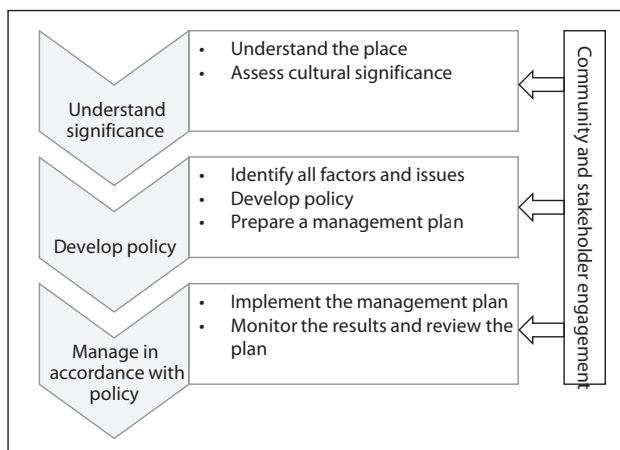 Understand
significance
• Understand the place
• Assess cultural significance
Develop policy
• Identify all factors and issues
• Develop policy
• Prepare a management plan
Manage in
accordance with
policy
• Implement the management plan
• Monitor the results and review the
plan
Community and stakeholder engagement